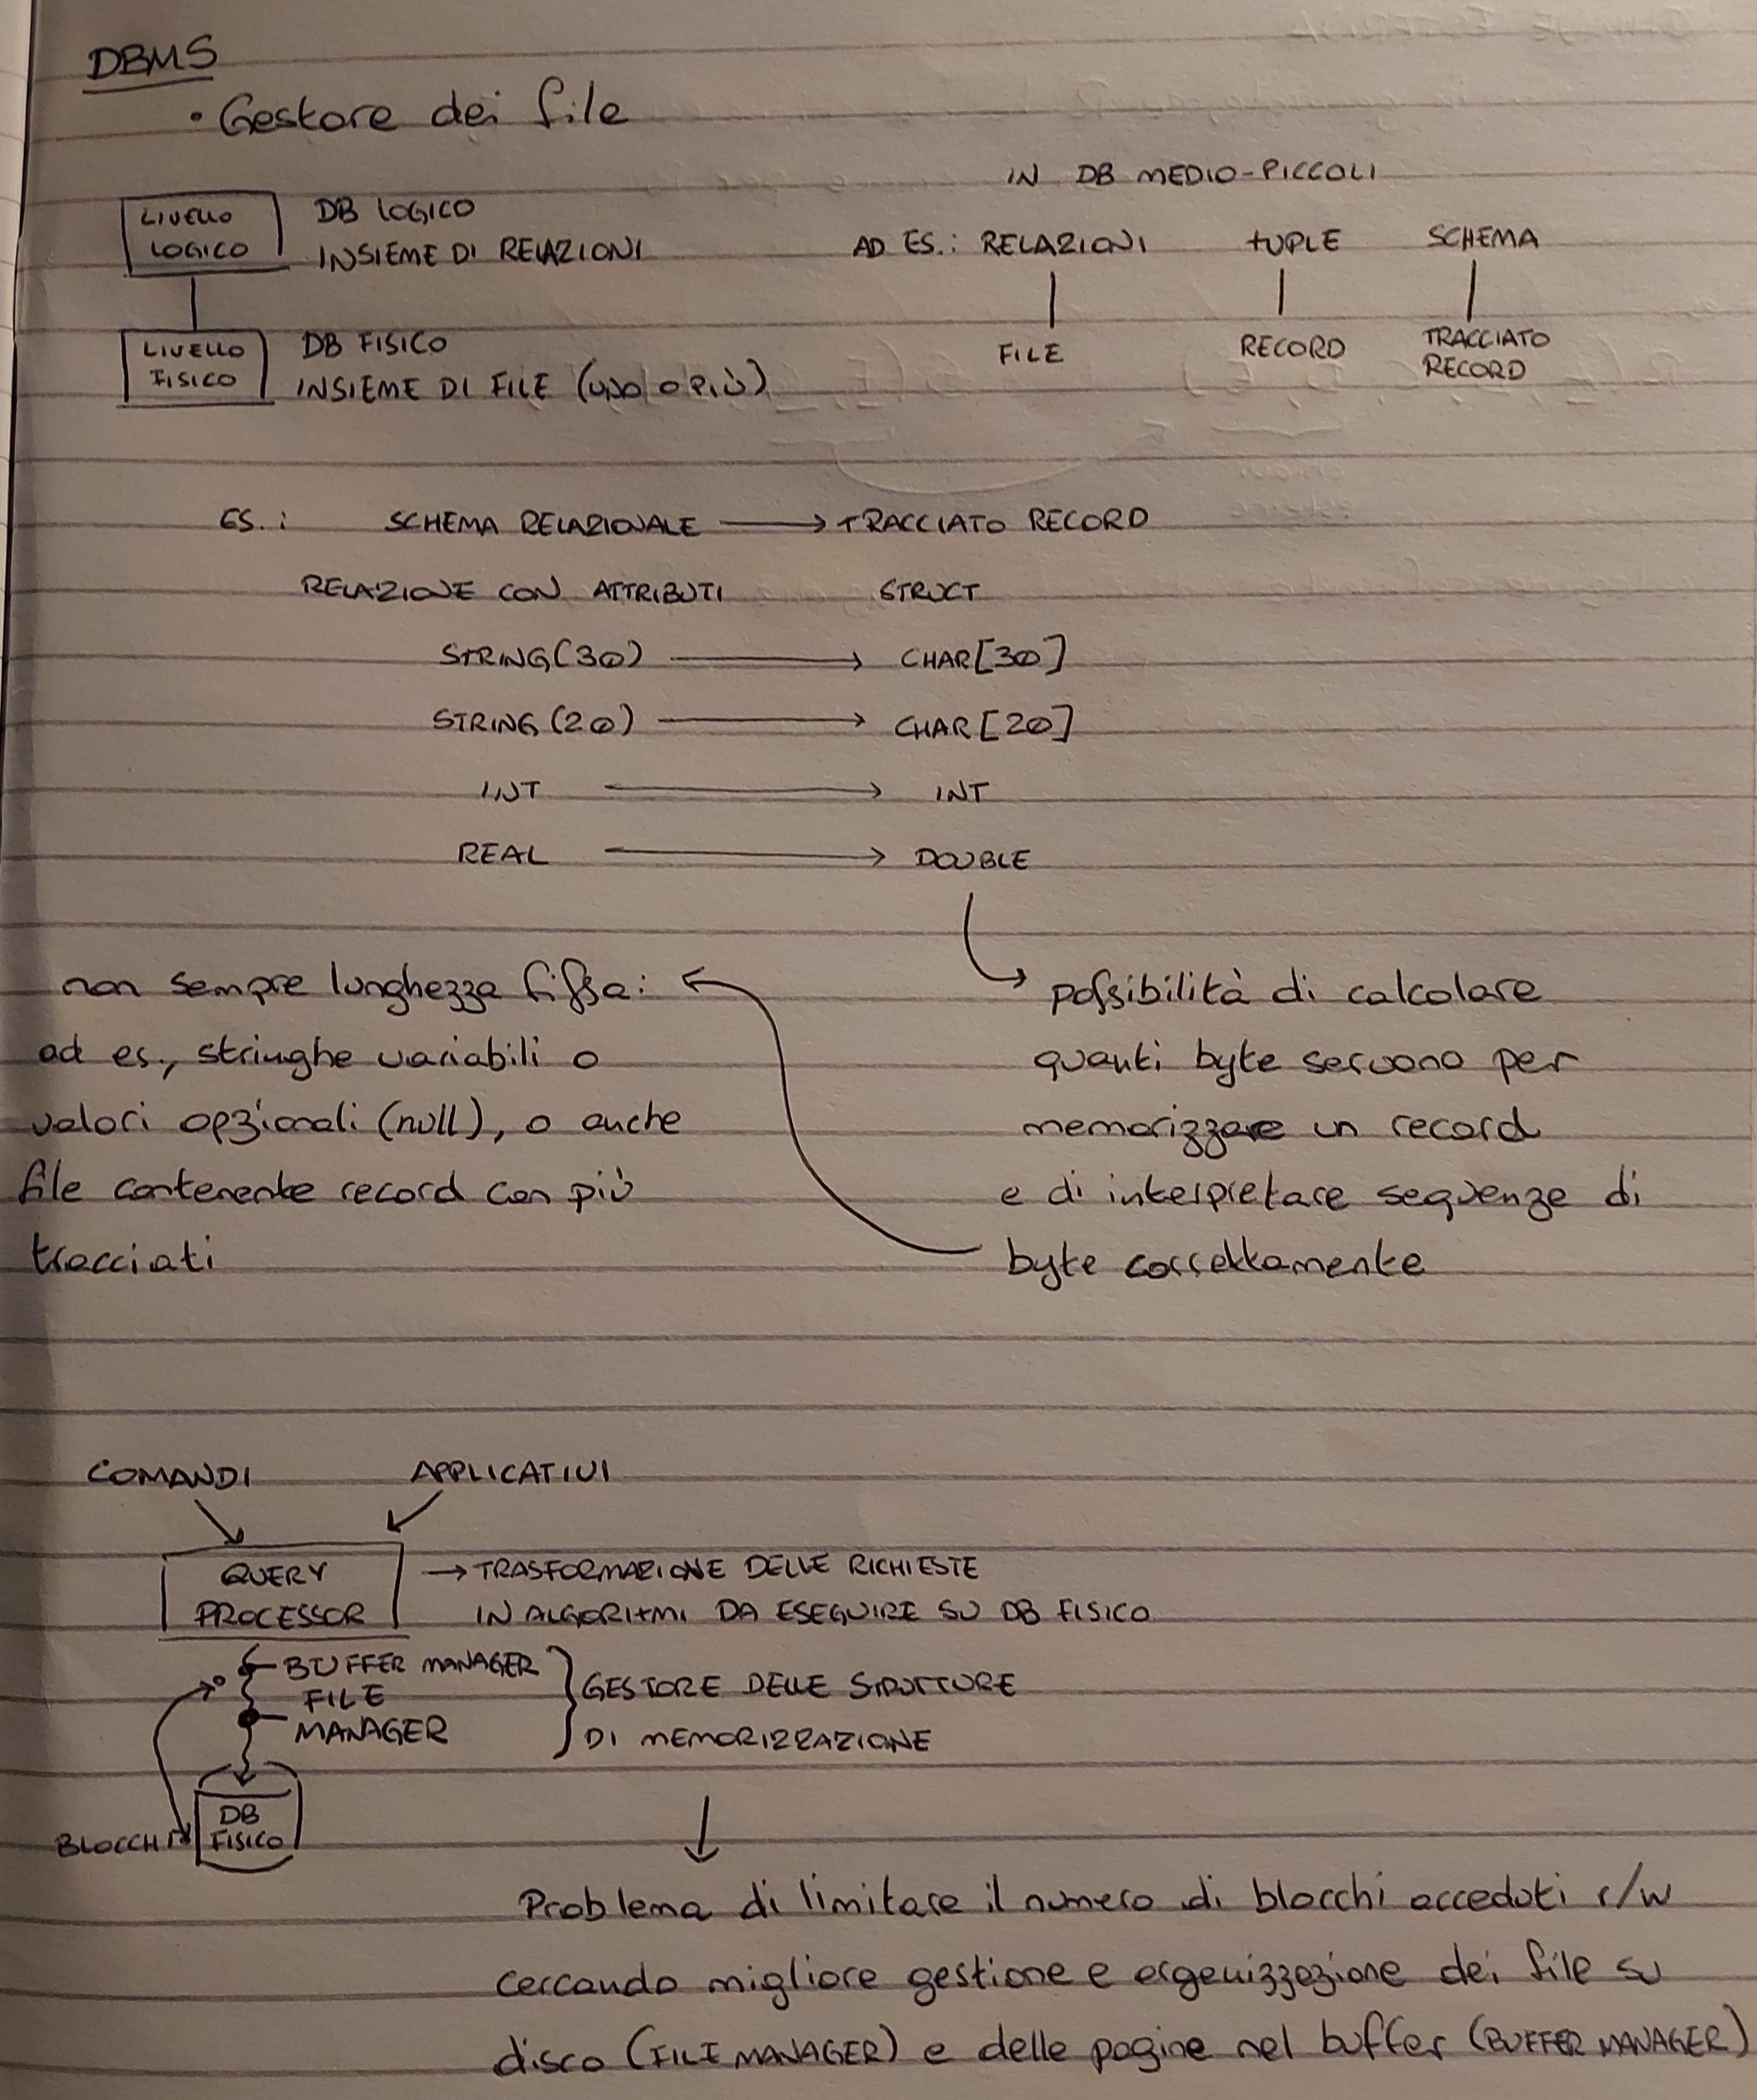 DBMS
• Gestore dei file
IN DB MEDIO-PICCOLI
LIVELLO LOGICO
DB LOGICO
INSIEME DI RELAZIONI
AD ES.: RELAZIONI TUPLE SCHEMA
LIVELLO FISICO
DB FISICO
INSIEME DI FILE (UNO O PIÙ)
FILE RECORD TRACCIATO RECORD
ES.: SCHEMA RELAZIONALE → TRACCIATO RECORD
RELAZIONE CON ATTRIBUTI STRUCT
STRING(30) → CHAR[30]
STRING(20) → CHAR[20]
INT → INT
REAL → DOUBLE
possibilità di calcolare
quanti byte servono per
memorizzare un record
e di interpretare sequenze di
byte correttamente
non sempre lunghezza fissa:
ad es., stringhe variabili o
valori opzionali (null), o anche
file contenente record con più
tracciati
COMANDI APPLICATIVI
QUERY
PROCESSOR
→ TRASFORMAZIONE DELLE RICHIESTE
IN ALGORITMI DA ESEGUIRE SU DB FISICO
BUFFER MANAGER
FILE
MANAGER
GESTORE DELLE STRUTTURE
DI MEMORIZZAZIONE
BLOCCHI
DB
FISICO
Problema di limitare il numero di blocchi acceduti r/w
cercando migliore gestione e organizzazione dei file su
disco (FILE MANAGER) e delle pagine nel buffer (BUFFER MANAGER)